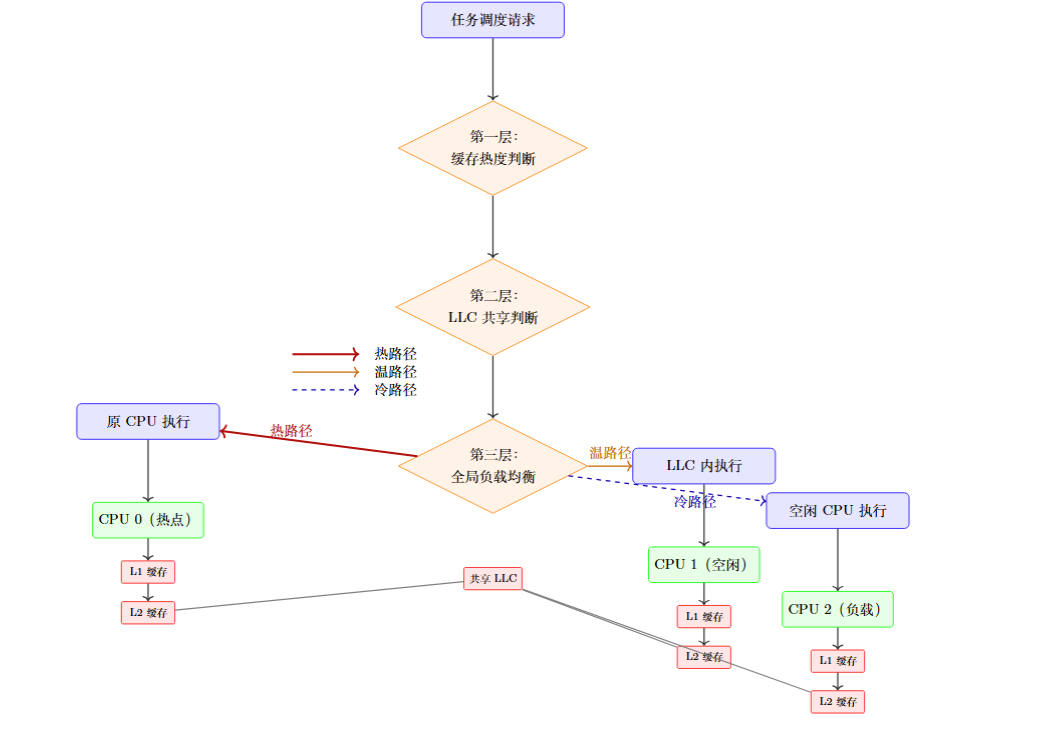 任务调度请求
第一层：
缓存热度判断
第二层：
LLC 共享判断
热路径
温路径
冷路径
原 CPU 执行
热路径
第三层：
全局负载均衡
温路径
LLC 内执行
冷路径
空闲 CPU 执行
CPU 0（热点）
CPU 1（空闲）
CPU 2（负载）
L1 缓存
L2 缓存
共享 LLC
L1 缓存
L2 缓存
L1 缓存
L2 缓存